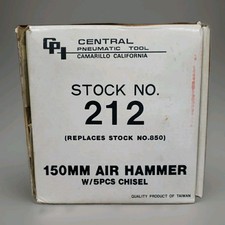 CPH CENTRAL
PNEUMATIC TOOL
CAMARILLO CALIFORNIA
STOCK NO.
212
(REPLACES STOCK NO.850)
150MM AIR HAMMER
W/5PCS CHISEL
QUALITY PRODUCT OF TAIWAN